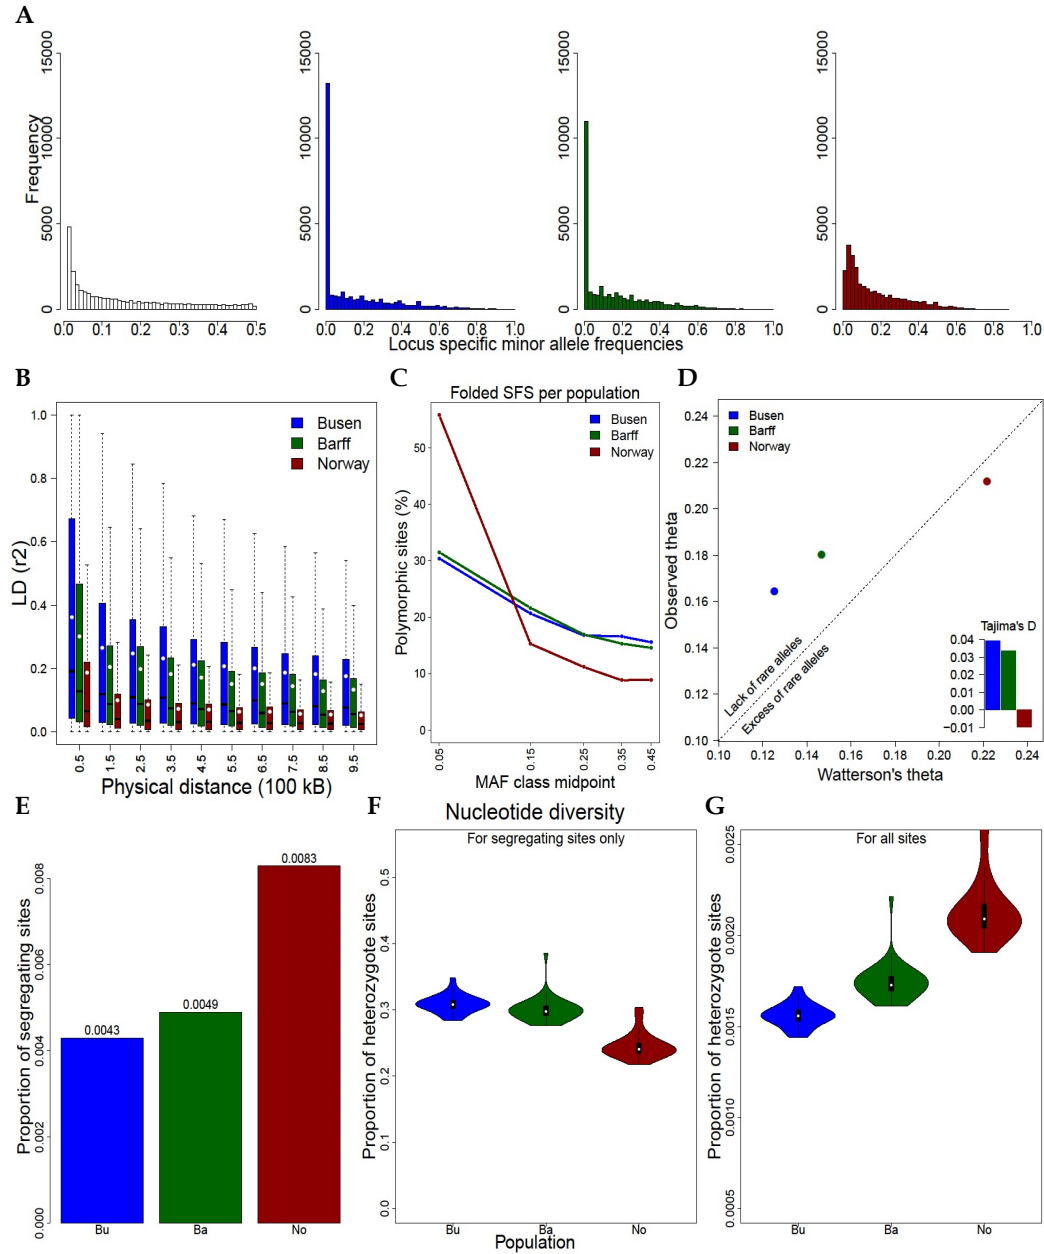 A
Frequency
0 5000 10000 15000
0.0 0.1 0.2 0.3 0.4 0.5
0 5000 10000 15000
0.0 0.2 0.4 0.6 0.8 1.0
0 5000 10000 15000
0.0 0.2 0.4 0.6 0.8 1.0
0 5000 10000 15000
0.0 0.2 0.4 0.6 0.8 1.0
Locus specific minor allele frequencies
B
LD (r2)
1.0
0.8
0.6
0.4
0.2
0.0
Busen
Barff
Norway
0.5 1.5 2.5 3.5 4.5 5.5 6.5 7.5 8.5 9.5
Physical distance (100 kB)
C
Folded SFS per population
Polymorphic sites (%)
50
40
30
20
10
0
Busen
Barff
Norway
0.05 0.15 0.25 0.35 0.45
MAF class midpoint
D
Observed theta
0.24
0.22
0.20
0.18
0.16
0.14
0.12
0.10
Busen
Barff
Norway
Lack of rare alleles
Excess of rare alleles
Tajima's D
0.04
0.03
0.02
0.01
0.00
−0.01
0.10 0.12 0.14 0.16 0.18 0.20 0.22 0.24
Watterson's theta
E
Proportion of segregating sites
0.000 0.002 0.004 0.006 0.008
0.0043
0.0049
0.0083
Bu Ba No
F
Nucleotide diversity
For segregating sites only
Proportion of heterozygote sites
0.0 0.1 0.2 0.3 0.4 0.5
Bu Ba No
Population
G
For all sites
Proportion of heterozygote sites
0.0005 0.0010 0.0015 0.0020 0.0025
Bu Ba No